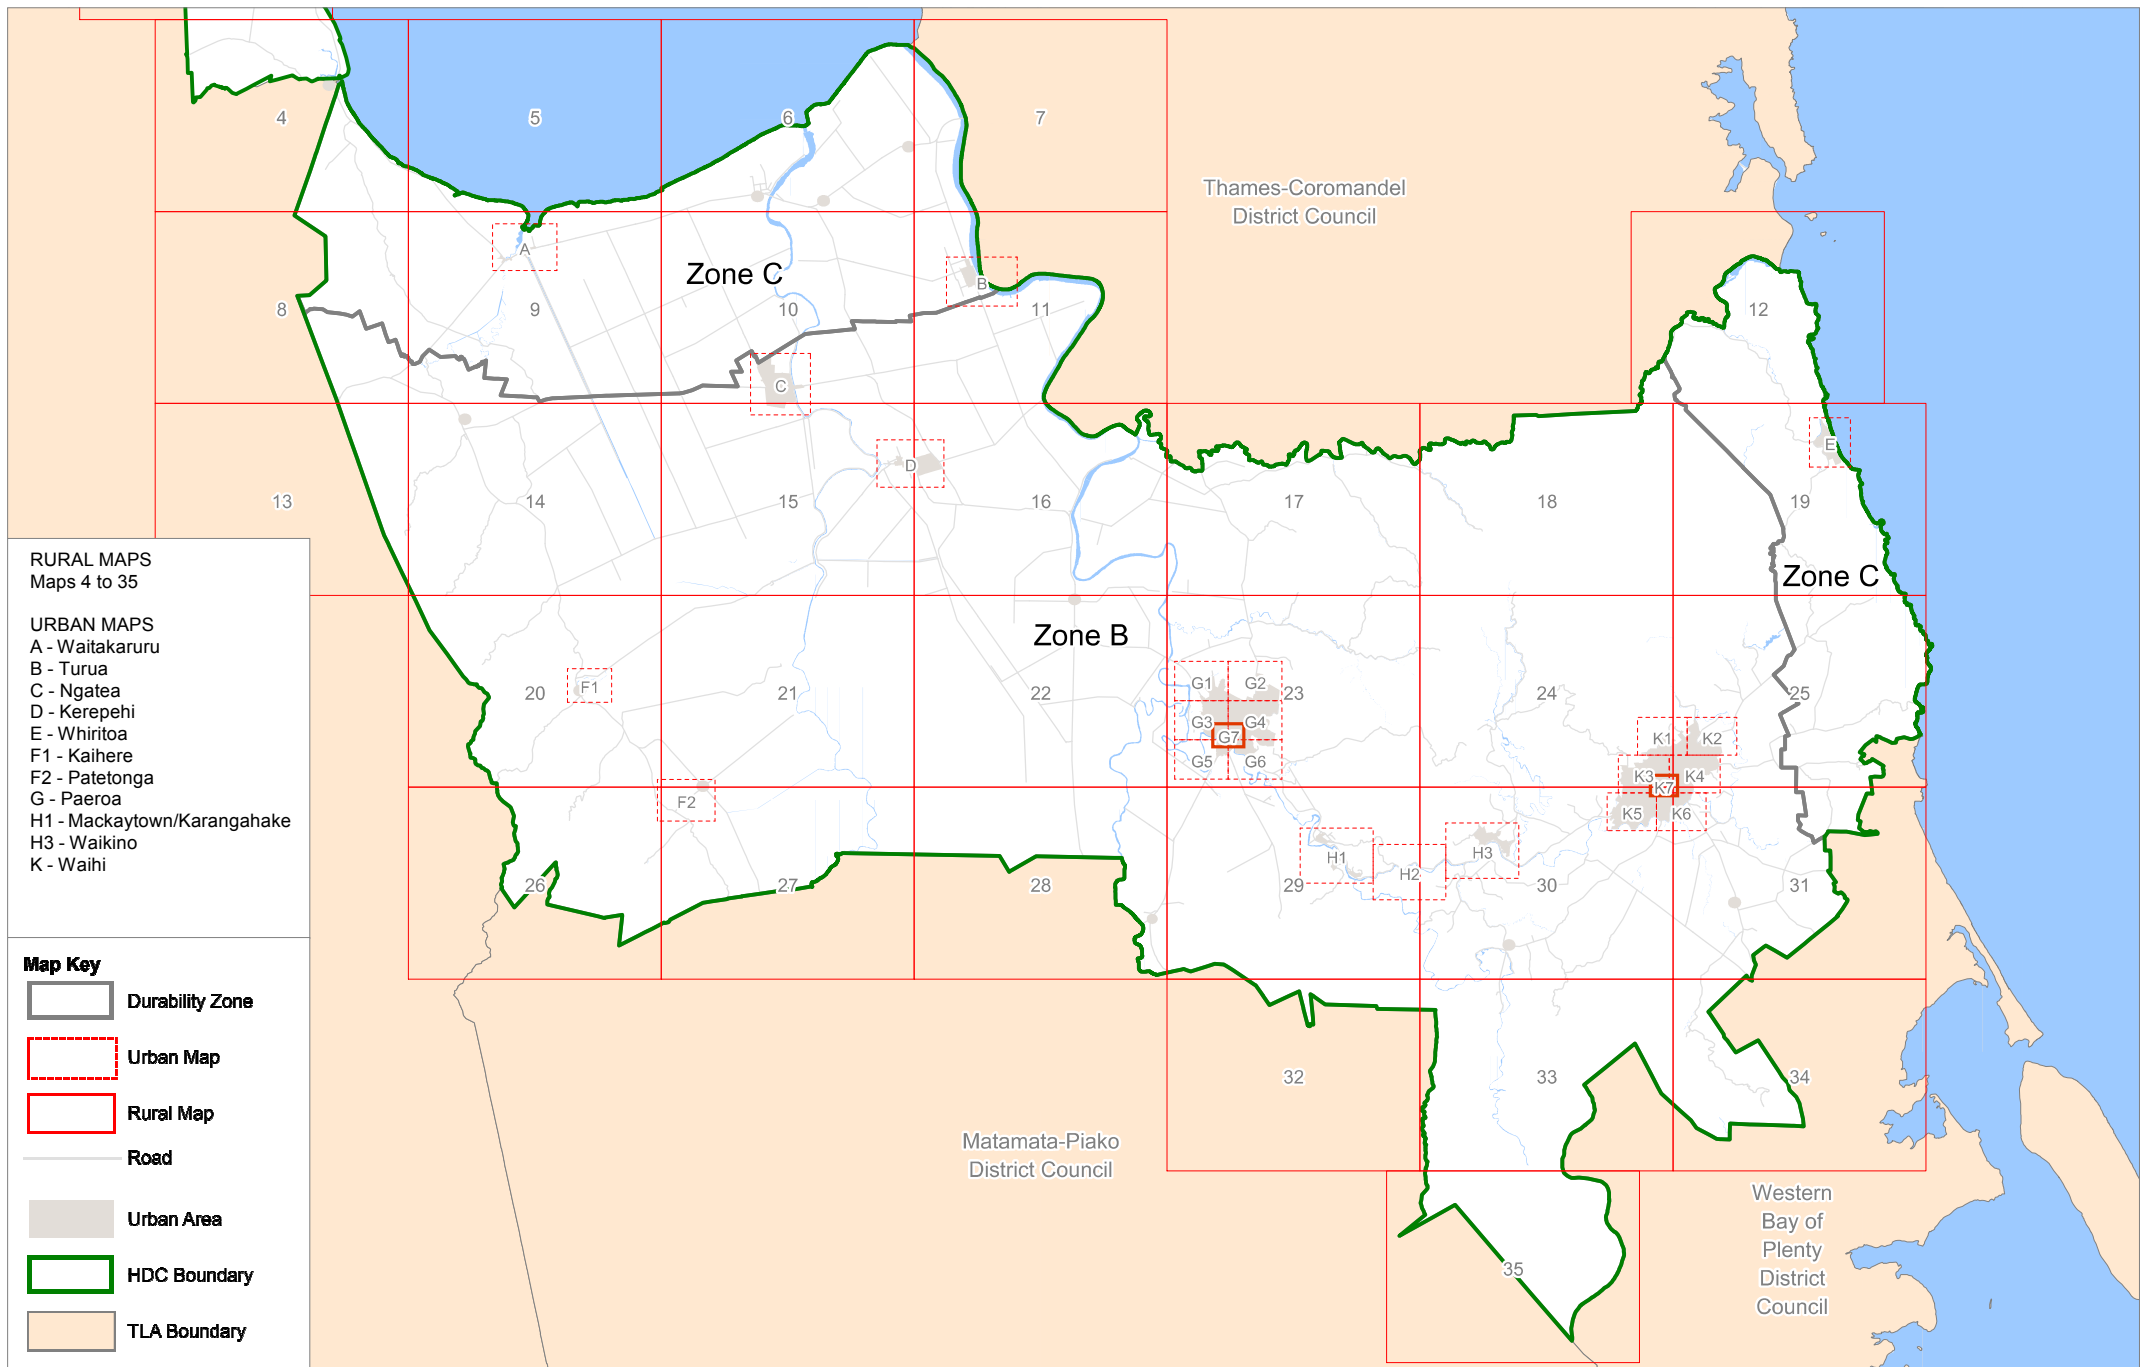 4
5
6
7
Thames-Coromandel
District Council
A
Zone C
B
8
9
10
11
12
C
E
D
13
14
15
16
17
18
19
Zone C
Zone B
RURAL MAPS
Maps 4 to 35
URBAN MAPS
A - Waitakaruru
B - Turua
C - Ngatea
D - Kerepehi
E - Whiritoa
F1 - Kaihere
F2 - Patetonga
G - Paeroa
H1 - Mackaytown/Karangahake
H3 - Waikino
K - Waihi
F1
20
21
22
G1
G2
23
24
25
G3
G4
G7
G5
G6
K1
K2
K3
K4
K7
K5
K6
F2
H1
H2
H3
26
27
28
29
30
31
32
33
34
Matamata-Piako
District Council
Western
Bay of
Plenty
District
Council
35
Map Key
Durability Zone
Urban Map
Rural Map
Road
Urban Area
HDC Boundary
TLA Boundary